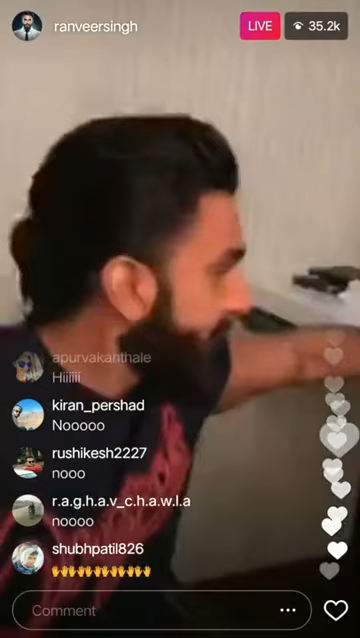 ranveersingh
LIVE
35.2k
apurvakanthale
Hiiiiii
kiran_pershad
Nooooo
rushikesh2227
nooo
r.a.g.h.a.v_c.h.a.w.l.a
noooo
shubhpatil826
🙌🙌🙌🙌🙌🙌🙌🙌🙌
Comment